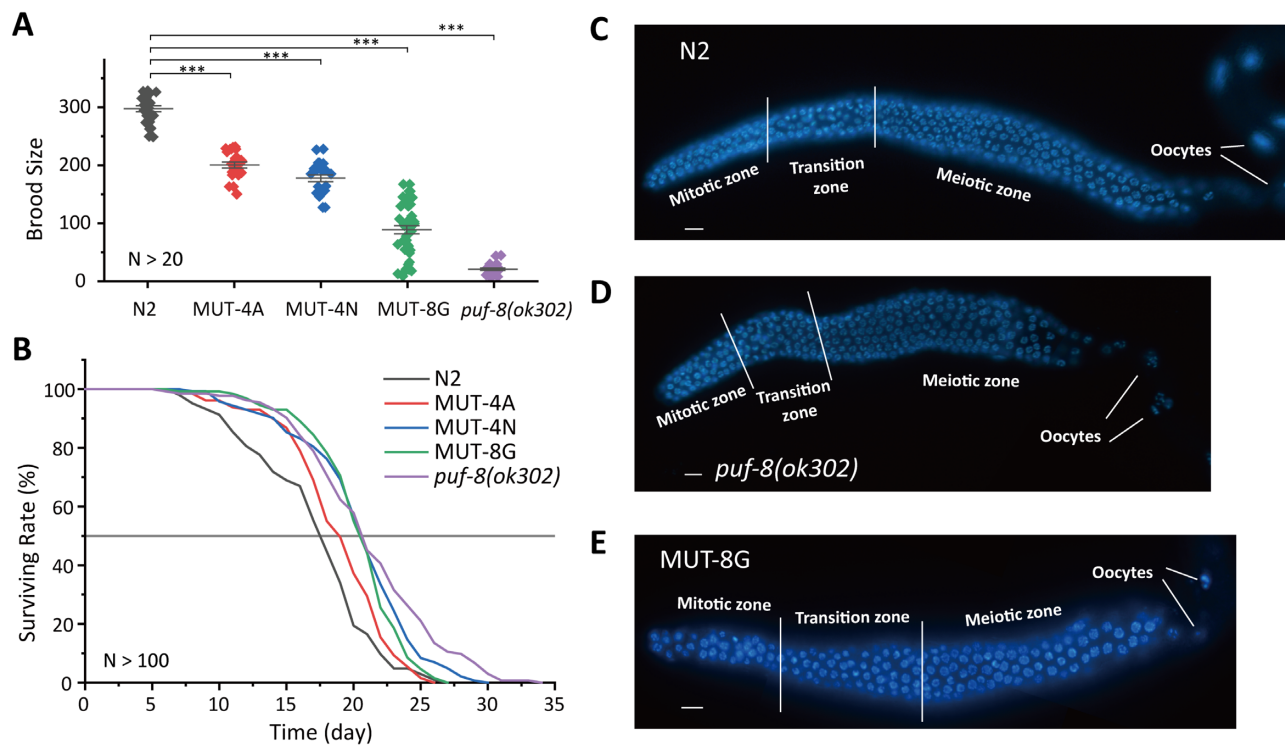 A
***
***
***
***
Brood Size
300
200
100
0
N > 20
N2
MUT-4A
MUT-4N
MUT-8G
puf-8(ok302)
B
Surviving Rate (%)
100
80
60
40
20
0
N2
MUT-4A
MUT-4N
MUT-8G
puf-8(ok302)
N > 100
0 5 10 15 20 25 30 35
Time (day)
C
N2
Mitotic zone
Transition
zone
Meiotic zone
Oocytes
D
Mitotic zone
Transition
zone
Meiotic zone
Oocytes
puf-8(ok302)
E
MUT-8G
Mitotic zone
Transition zone
Meiotic zone
Oocytes